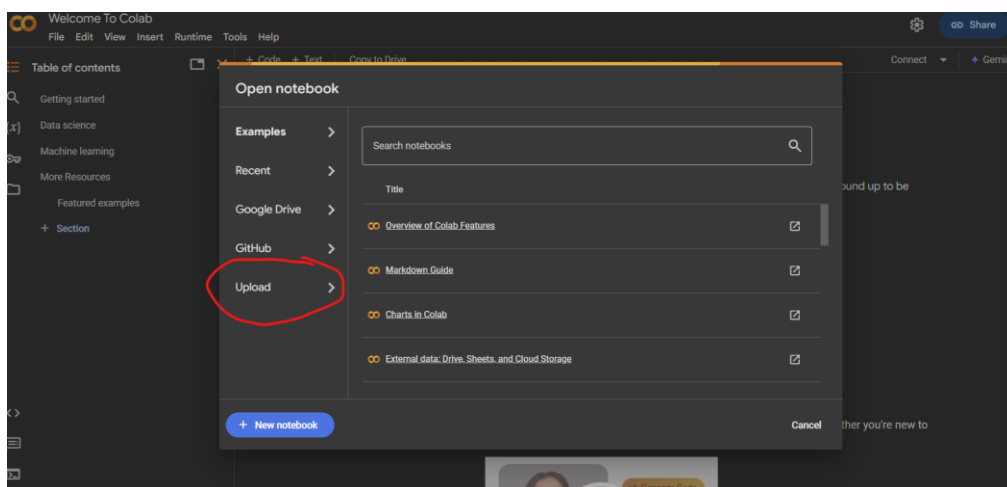 Welcome To Colab
File Edit View Insert Runtime Tools Help
Share
Table of contents
+ Code + Text Copy to Drive
Connect
Gemi
Getting started
Data science
Machine learning
More Resources
Featured examples
+ Section
Open notebook
Examples
Recent
Google Drive
GitHub
Upload
Search notebooks
Title
Overview of Colab Features
Markdown Guide
Charts in Colab
External data: Drive, Sheets, and Cloud Storage
+ New notebook
Cancel
ound up to be
ther you're new to